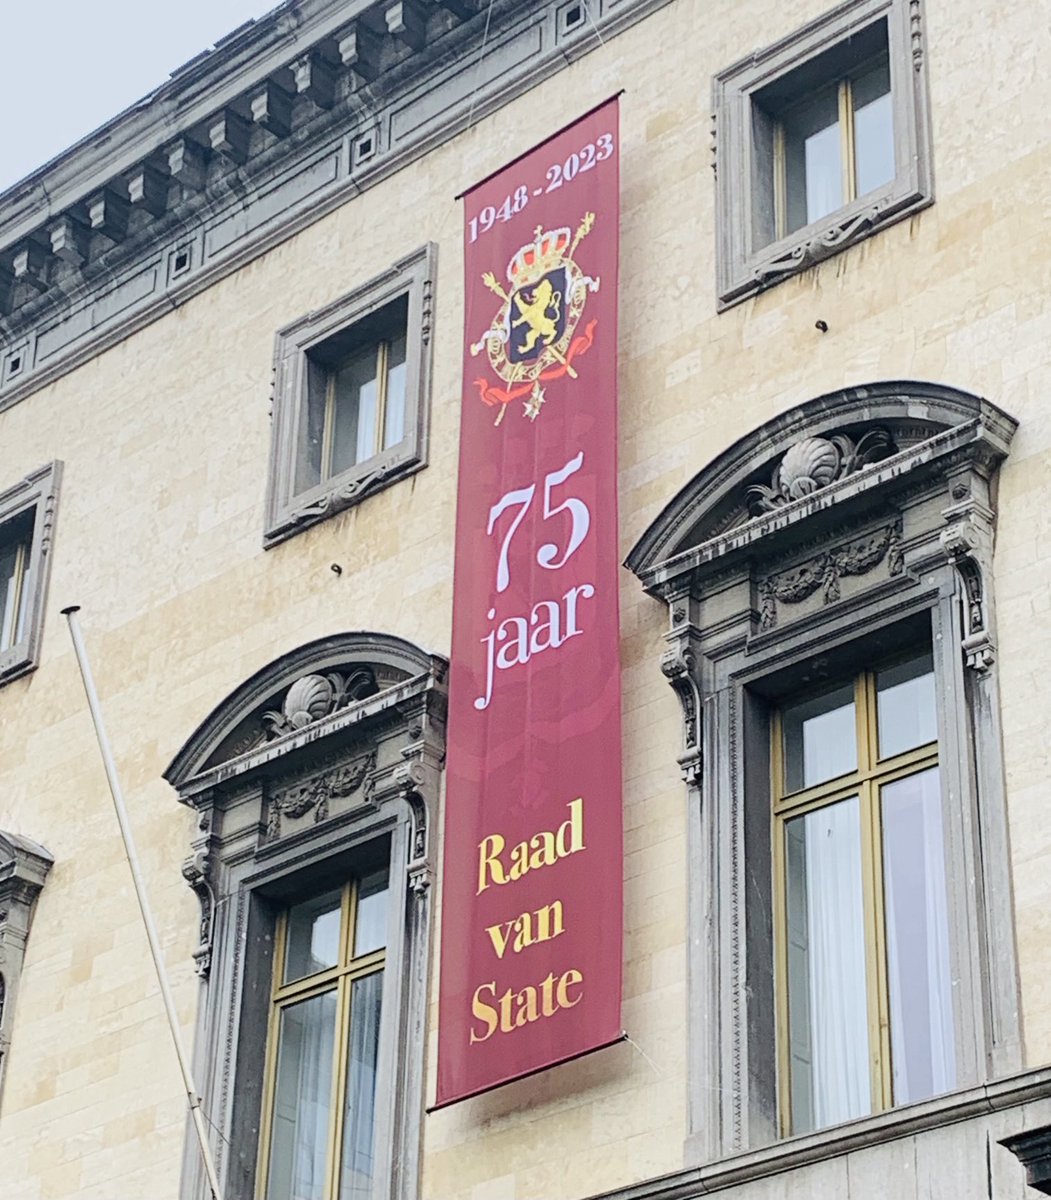 1948 - 2023
75
jaar
Raad
van
State